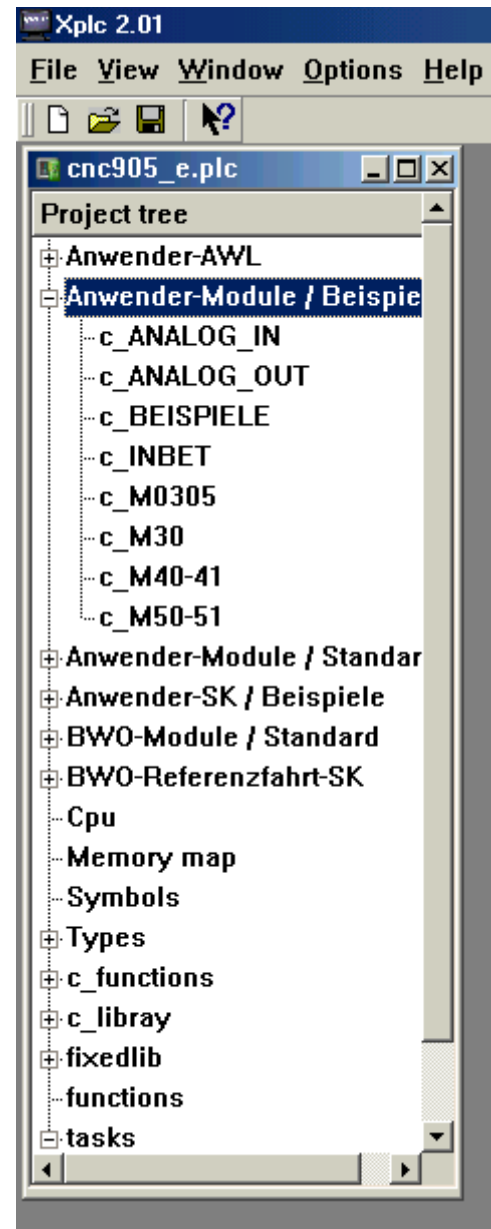 Xplc 2.01
File View Window Options Help
cnc905_e.plc
Project tree
Anwender-AWL
Anwender-Module / Beispie
c_ANALOG_IN
c_ANALOG_OUT
c_BEISPIELE
c_INBET
c_M0305
c_M30
c_M40-41
c_M50-51
Anwender-Module / Standar
Anwender-SK / Beispiele
BWO-Module / Standard
BWO-Referenzfahrt-SK
Cpu
Memory map
Symbols
Types
c_functions
c_libray
fixedlib
functions
tasks